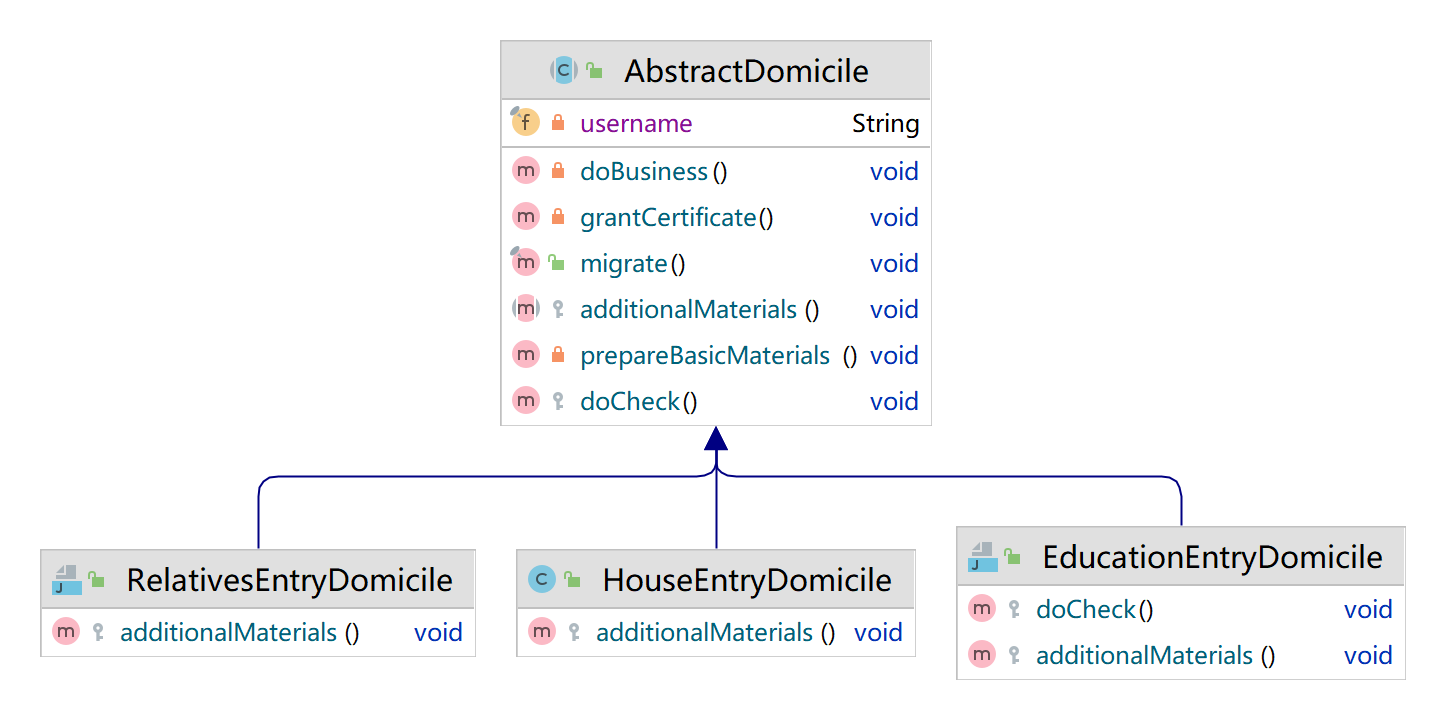 AbstractDomicile
username String
doBusiness() void
grantCertificate() void
migrate() void
additionalMaterials () void
prepareBasicMaterials () void
doCheck() void
RelativesEntryDomicile
additionalMaterials () void
HouseEntryDomicile
additionalMaterials () void
EducationEntryDomicile
doCheck() void
additionalMaterials () void